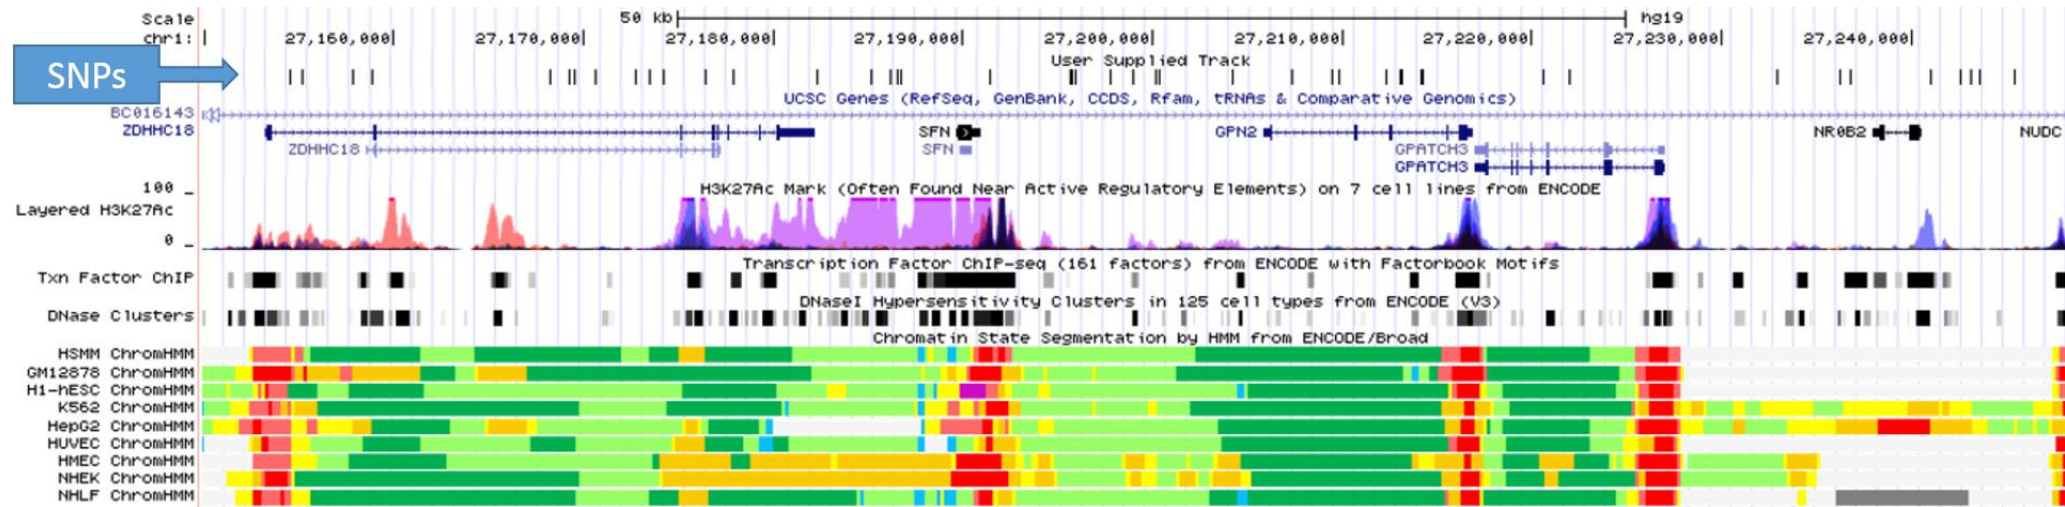 Scale 50 kb hg19
chr1: 27,160,000 27,170,000 27,180,000 27,190,000 27,200,000 27,210,000 27,220,000 27,230,000 27,240,000
User Supplied Track
SNPs
UCSC Genes (RefSeq, GenBank, CCDS, Rfam, tRNAs & Comparative Genomics)
BC016143
ZDHHC18 SFN GPN2 NR0B2 NUDC
ZDHHC18 SFN GPATCH3
GPATCH3
100 H3K27Ac Mark (Often Found Near Active Regulatory Elements) on 7 cell lines from ENCODE
Layered H3K27Ac
0
Transcription Factor ChIP-seq (161 factors) from ENCODE with Factorbook Motifs
Txn Factor ChIP
DNaseI Hypersensitivity Clusters in 125 cell types from ENCODE (V3)
DNase Clusters
Chromatin State Segmentation by HMM from ENCODE/Broad
HSMM ChromHMM
GM12878 ChromHMM
H1-hESC ChromHMM
K562 ChromHMM
HepG2 ChromHMM
HUVEC ChromHMM
HMEC ChromHMM
NHEK ChromHMM
NHLF ChromHMM